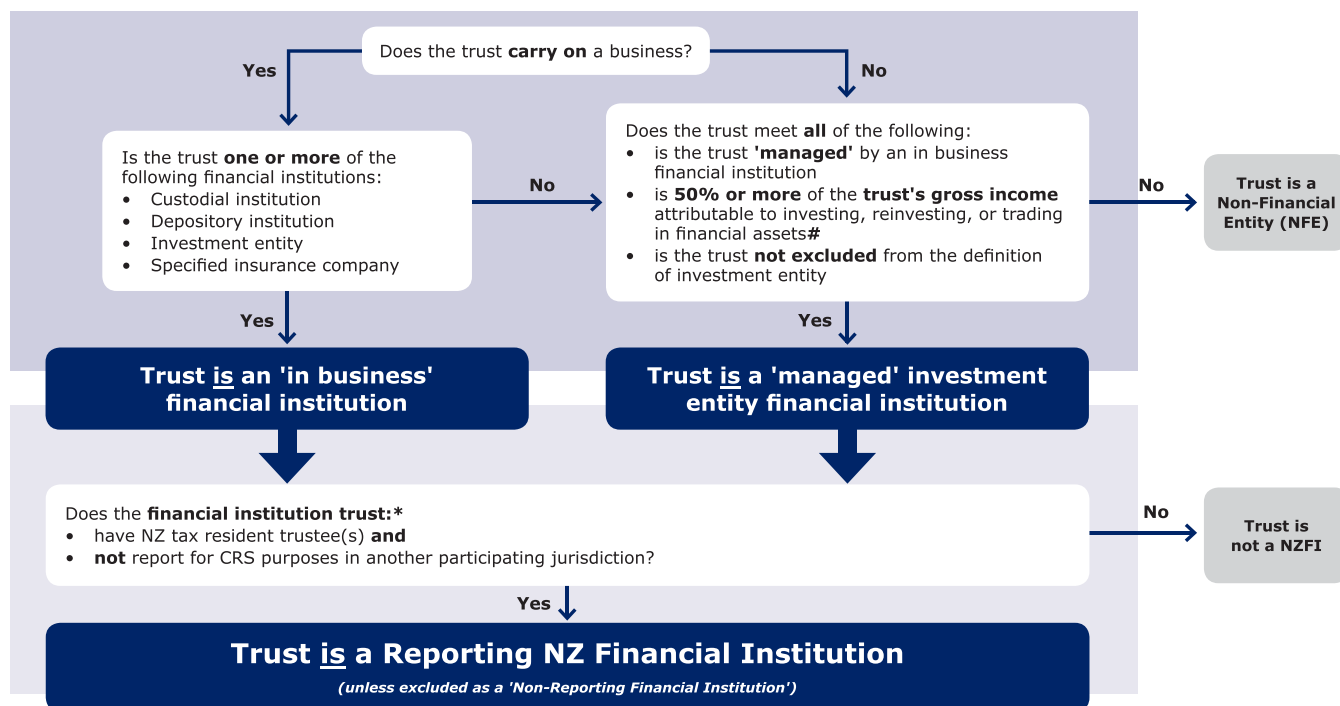 Does the trust carry on a business?
Yes
No
Is the trust one or more of the
following financial institutions:
• Custodial institution
• Depository institution
• Investment entity
• Specified insurance company
No
Does the trust meet all of the following:
• is the trust 'managed' by an in business
financial institution
• is 50% or more of the trust's gross income
attributable to investing, reinvesting, or trading
in financial assets#
• is the trust not excluded from the definition
of investment entity
No
Trust is a
Non-Financial
Entity (NFE)
Yes
Yes
Trust is an 'in business'
financial institution
Trust is a 'managed' investment
entity financial institution
Does the financial institution trust:*
• have NZ tax resident trustee(s) and
• not report for CRS purposes in another participating jurisdiction?
No
Trust is
not a NZFI
Yes
Trust is a Reporting NZ Financial Institution
(unless excluded as a 'Non-Reporting Financial Institution')